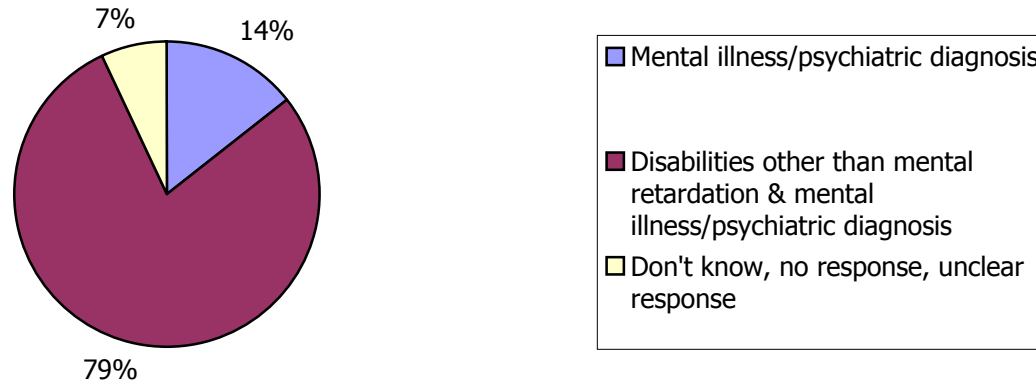 7%
14%
79%
Mental illness/psychiatric diagnosis
Disabilities other than mental
retardation & mental
illness/psychiatric diagnosis
Don't know, no response, unclear
response